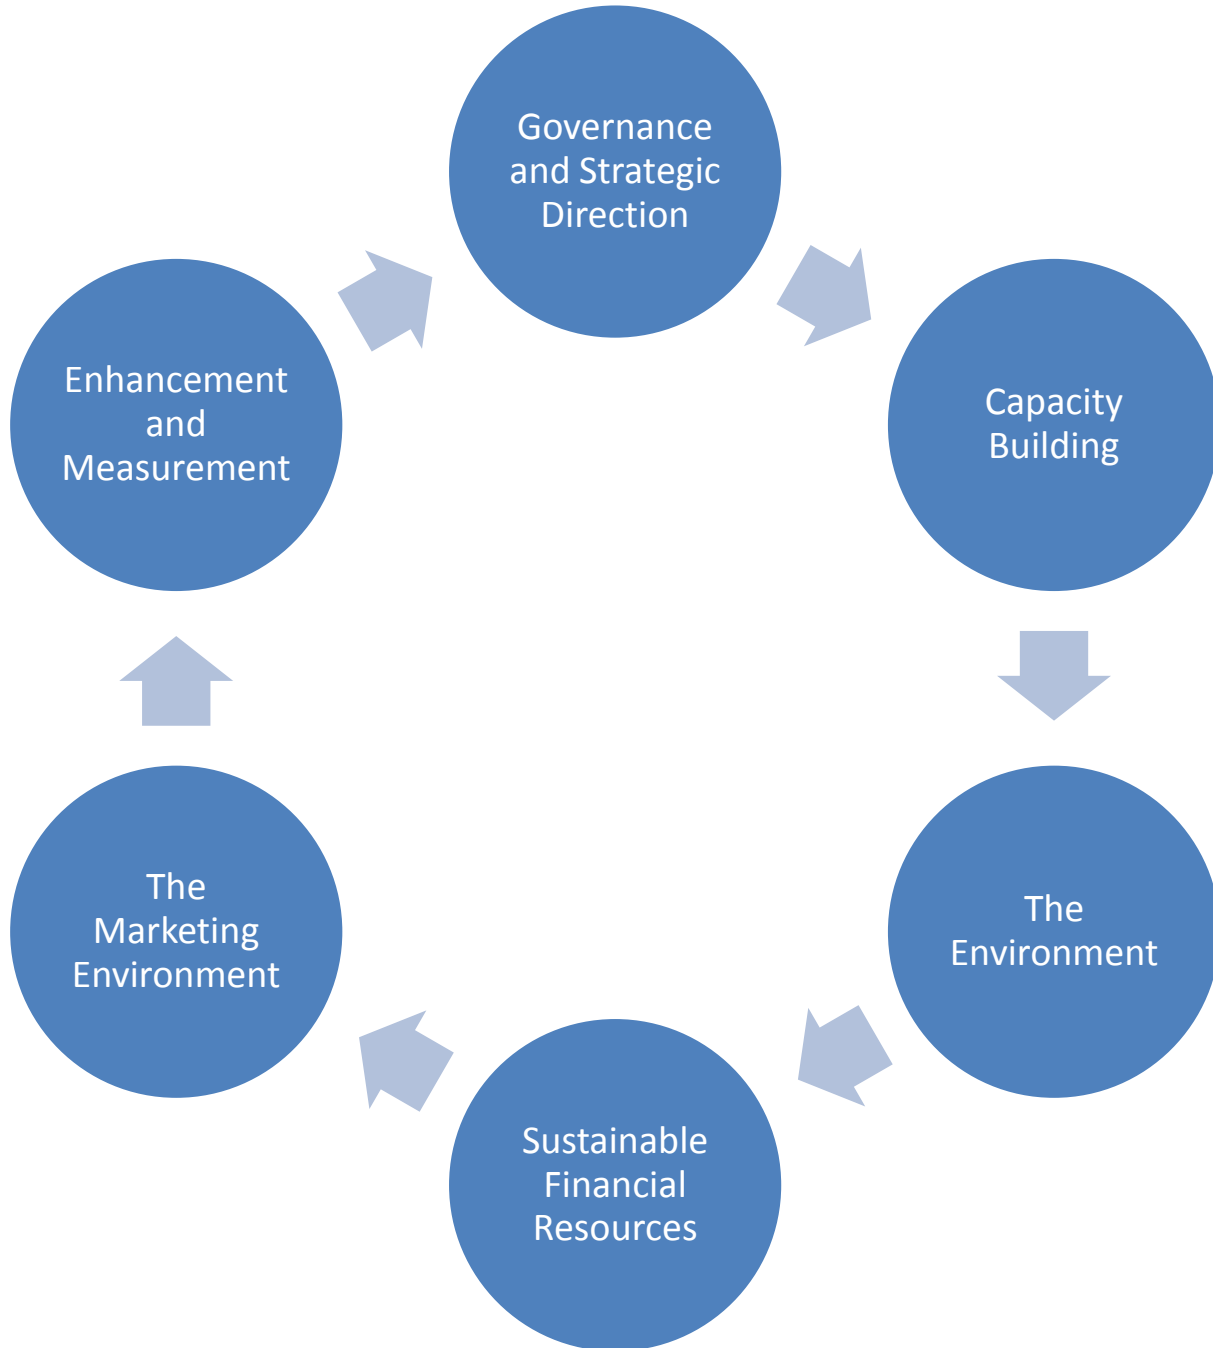 Governance
and Strategic
Direction
Capacity
Building
The
Environment
Sustainable
Financial
Resources
The
Marketing
Environment
Enhancement
and
Measurement